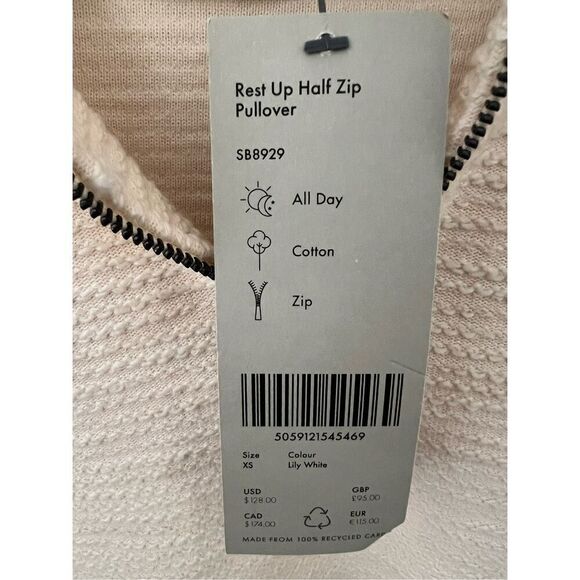 Rest Up Half Zip
Pullover
SB8929
All Day
Cotton
Zip
5059121545469
Size Colour
XS Lily White
USD GBP
$128.00 £95.00
CAD EUR
$174.00 €115.00
MADE FROM 100% RECYCLED